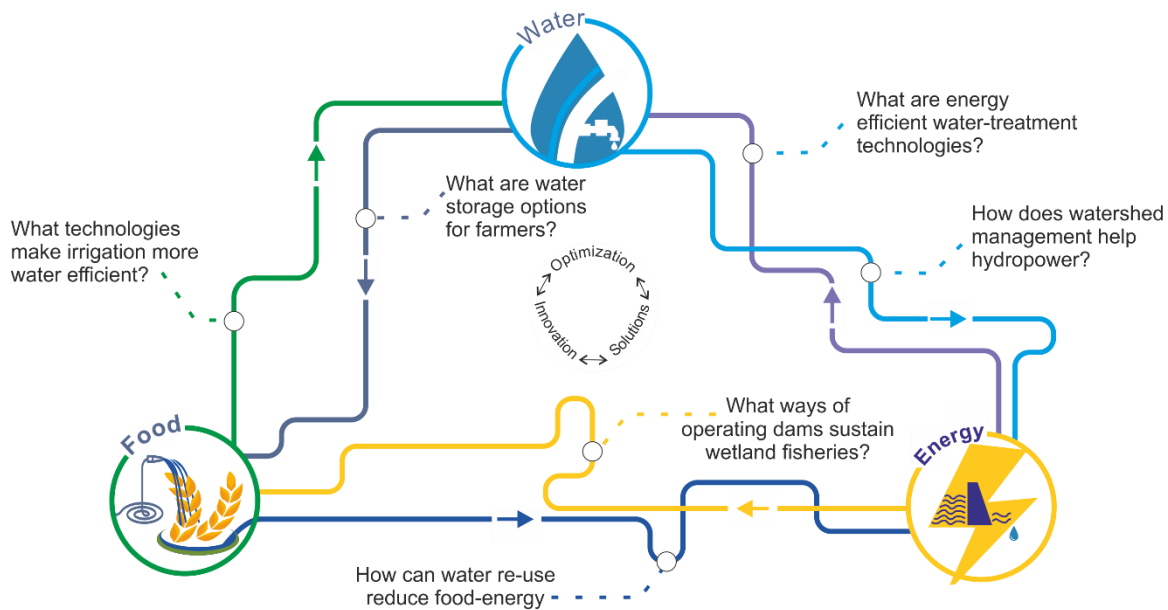 Water
What are energy
efficient water-treatment
technologies?
What are water
storage options
for farmers?
How does watershed
management help
hydropower?
What technologies
make irrigation more
water efficient?
Optimization
Innovation
Solutions
What ways of
operating dams sustain
wetland fisheries?
Food
Energy
How can water re-use
reduce food-energy